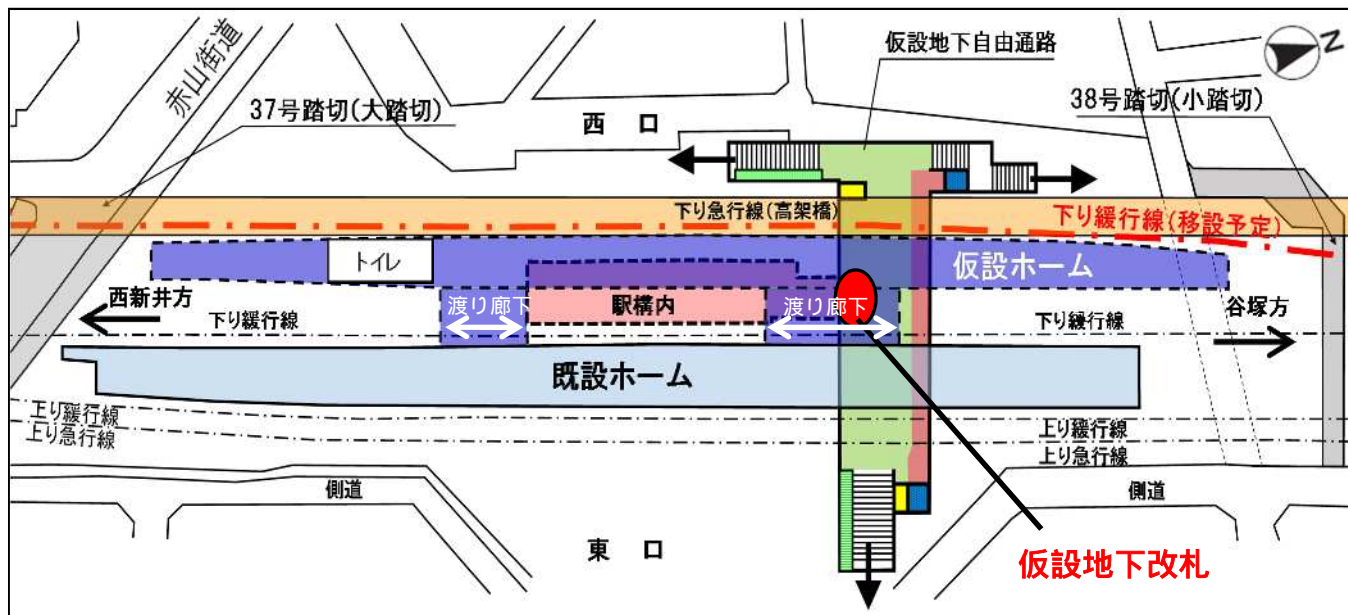 仮設地下自由通路
N
赤山街道
37号踏切(大踏切)
38号踏切(小踏切)
西 口
下り急行線(高架橋)
下り緩行線(移設予定)
トイレ
仮設ホーム
西新井方
渡り廊下
駅構内
渡り廊下
谷塚方
下り緩行線
下り緩行線
既設ホーム
上り緩行線
上り急行線
上り緩行線
上り急行線
側道
側道
東 口
仮設地下改札